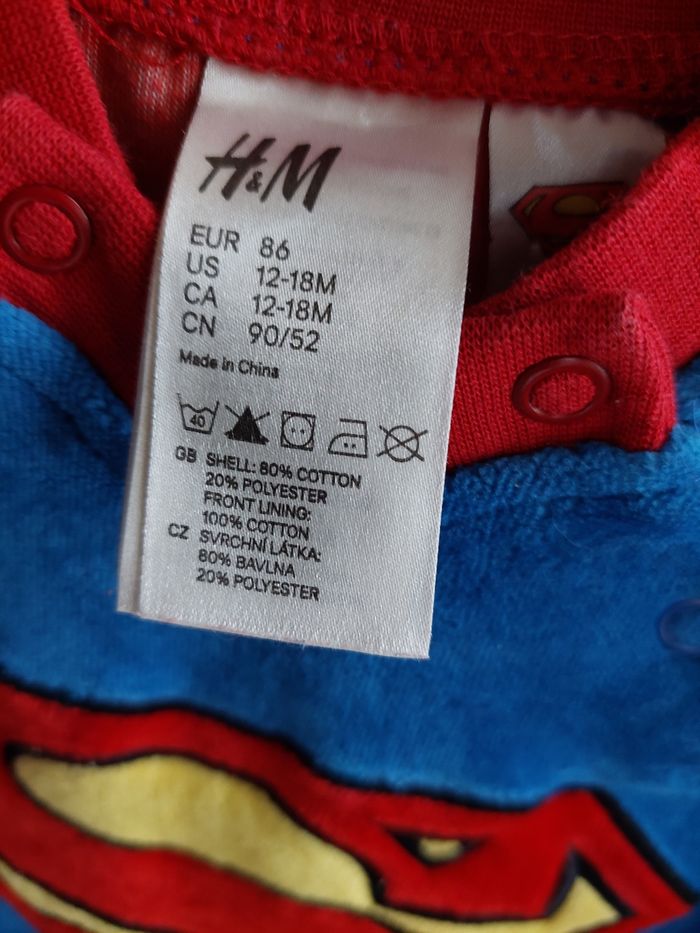 H&M
EUR 86
US 12-18M
CA 12-18M
CN 90/52
Made in China
40
GB SHELL: 80% COTTON
20% POLYESTER
FRONT LINING:
100% COTTON
CZ SVRCHNÍ LÁTKA:
80% BAVLNA
20% POLYESTER